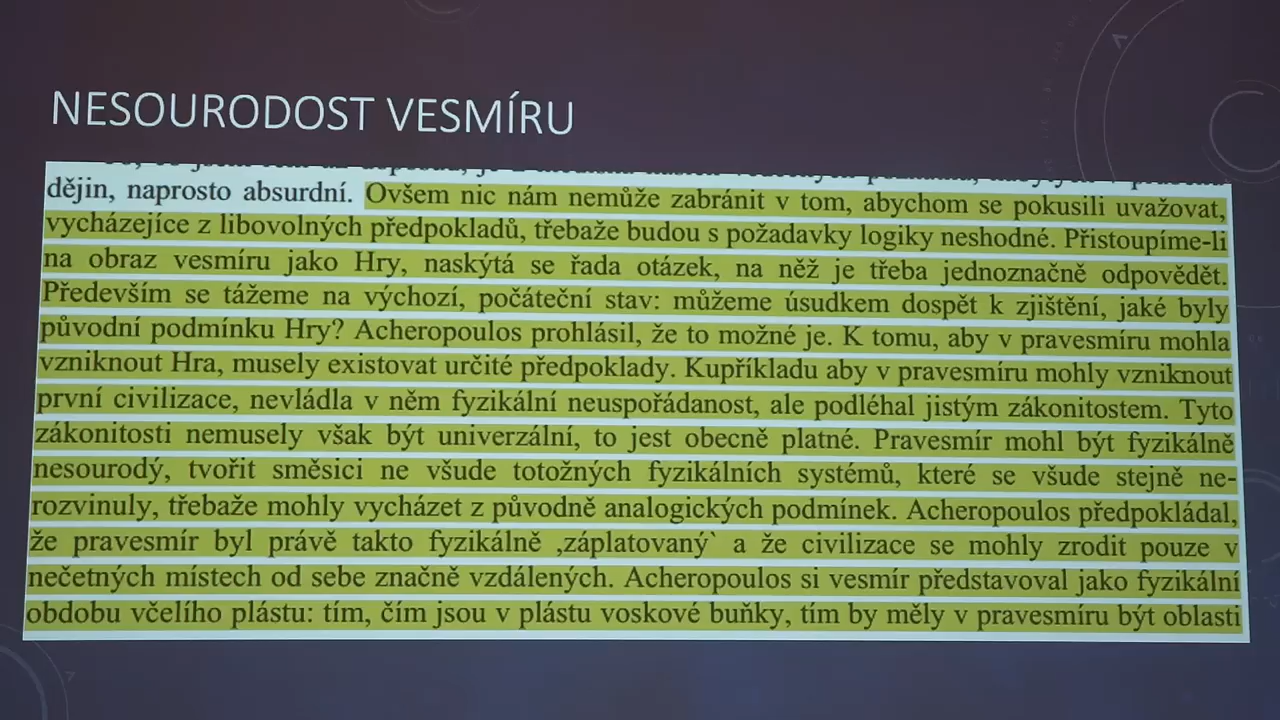 NESOURODOST VESMÍRU
dějin, naprosto absurdní. Ovšem nic nám nemůže zabránit v tom, abychom se pokusili uvažovat,
vycházejíce z libovolných předpokladů, třebaže budou s požadavky logiky neshodné. Přistoupíme-li
na obraz vesmíru jako Hry, naskýtá se řada otázek, na něž je třeba jednoznačně odpovědět.
Především se tážeme na výchozí, počáteční stav: můžeme úsudkem dospět k zjištění, jaké byly
původní podmínku Hry? Acheropoulos prohlásil, že to možné je. K tomu, aby v pravesmíru mohla
vzniknout Hra, musely existovat určité předpoklady. Kupříkladu aby v pravesmíru mohly vzniknout
první civilizace, nevládla v něm fyzikální neuspořádanost, ale podléhal jistým zákonitostem. Tyto
zákonitosti nemusely však být univerzální, to jest obecně platné. Pravesmír mohl být fyzikálně
nesourodý, tvořit směsici ne všude totožných fyzikálních systémů, které se všude stejně ne-
rozvinuly, třebaže mohly vycházet z původně analogických podmínek. Acheropoulos předpokládal,
že pravesmír byl právě takto fyzikálně ‚záplatovaný` a že civilizace se mohly zrodit pouze v
nečetných místech od sebe značně vzdálených. Acheropoulos si vesmír představoval jako fyzikální
obdobu včelího plástu: tím, čím jsou v plástu voskové buňky, tím by měly v pravesmíru být oblasti